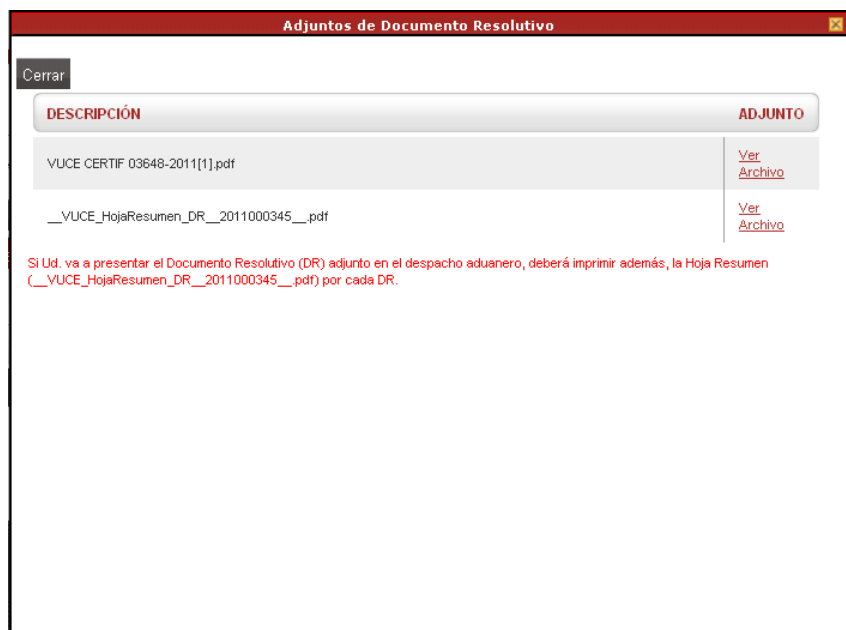 Adjuntos de Documento Resolutivo
Cerrar
DESCRIPCIÓN ADJUNTO
VUCE CERTIF 03648-2011[1].pdf
Ver
Archivo
__VUCE_HojaResumen_DR__2011000345__.pdf
Ver
Archivo
Si Ud. va a presentar el Documento Resolutivo (DR) adjunto en el despacho aduanero, deberá imprimir además, la Hoja Resumen
(__VUCE_HojaResumen_DR__2011000345__.pdf) por cada DR.